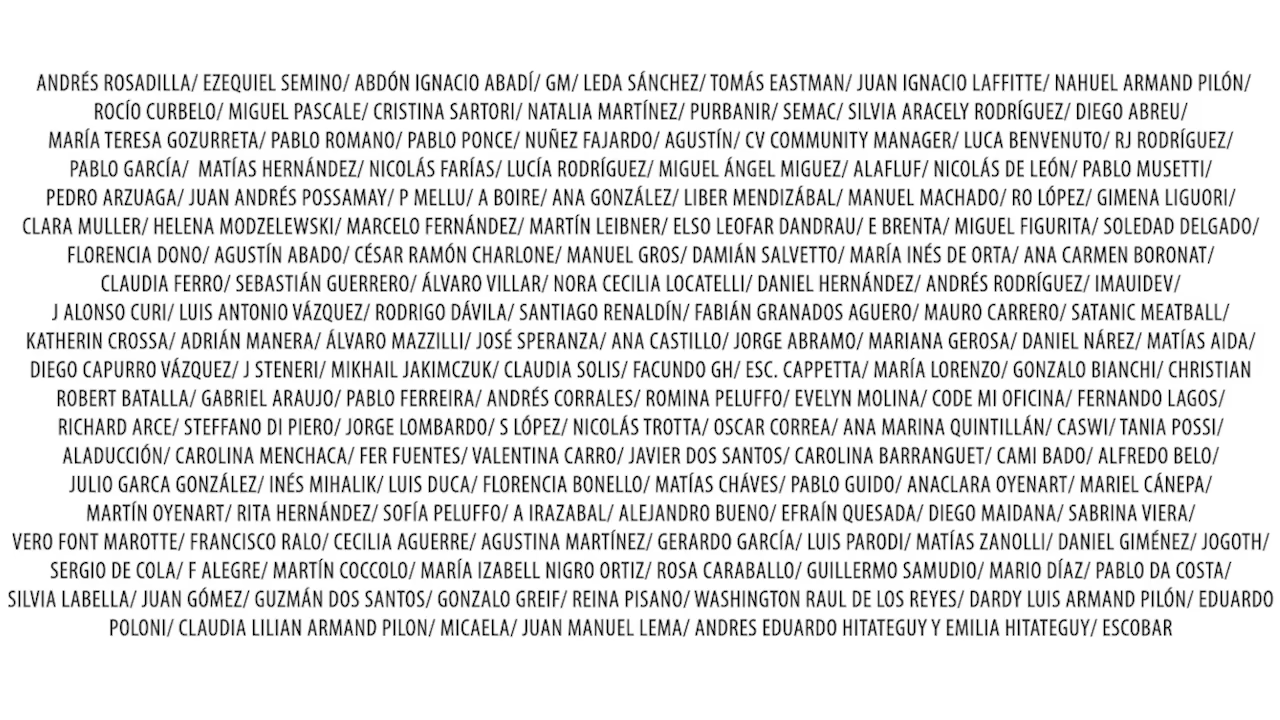 ANDRÉS ROSADILLA/ EZEQUIEL SEMINO/ ABDÓN IGNACIO ABADÍ/ GM/ LEDA SÁNCHEZ/ TOMÁS EASTMAN/ JUAN IGNACIO LAFFITTE/ NAHUEL ARMAND PILÓN/
ROCÍO CURBELO/ MIGUEL PASCALE/ CRISTINA SARTORI/ NATALIA MARTÍNEZ/ PURBANIR/ SEMAC/ SILVIA ARACELY RODRÍGUEZ/ DIEGO ABREU/
MARÍA TERESA GOZURRETA/ PABLO ROMANO/ PABLO PONCE/ NUÑEZ FAJARDO/ AGUSTÍN/ CV COMMUNITY MANAGER/ LUCA BENVENUTO/ RJ RODRÍGUEZ/
PABLO GARCÍA/ MATÍAS HERNÁNDEZ/ NICOLÁS FARÍAS/ LUCÍA RODRÍGUEZ/ MIGUEL ÁNGEL MIGUEZ/ ALAFLUF/ NICOLÁS DE LEÓN/ PABLO MUSETTI/
PEDRO ARZUAGA/ JUAN ANDRÉS POSSAMAY/ P MELLU/ A BOIRE/ ANA GONZÁLEZ/ LIBER MENDIZÁBAL/ MANUEL MACHADO/ RO LÓPEZ/ GIMENA LIGUORI/
CLARA MULLER/ HELENA MODZELEWSKI/ MARCELO FERNÁNDEZ/ MARTÍN LEIBNER/ ELSO LEOFAR DANDRAU/ E BRENTA/ MIGUEL FIGURITA/ SOLEDAD DELGADO/
FLORENCIA DONO/ AGUSTÍN ABADO/ CÉSAR RAMÓN CHARLONE/ MANUEL GROS/ DAMIÁN SALVETTO/ MARÍA INÉS DE ORTA/ ANA CARMEN BORONAT/
CLAUDIA FERRO/ SEBASTIÁN GUERRERO/ ÁLVARO VILLAR/ NORA CECILIA LOCATELLI/ DANIEL HERNÁNDEZ/ ANDRÉS RODRÍGUEZ/ IMAUIDEV/
J ALONSO CURI/ LUIS ANTONIO VÁZQUEZ/ RODRIGO DÁVILA/ SANTIAGO RENALDÍN/ FABIÁN GRANADOS AGUERO/ MAURO CARRERO/ SATANIC MEATBALL/
KATHERIN CROSSA/ ADRIÁN MANERA/ ÁLVARO MAZZILLI/ JOSÉ SPERANZA/ ANA CASTILLO/ JORGE ABRAMO/ MARIANA GEROSA/ DANIEL NÁREZ/ MATÍAS AIDA/
DIEGO CAPURRO VÁZQUEZ/ J STENERI/ MIKHAIL JAKIMCZUK/ CLAUDIA SOLIS/ FACUNDO GH/ ESC. CAPPETTA/ MARÍA LORENZO/ GONZALO BIANCHI/ CHRISTIAN
ROBERT BATALLA/ GABRIEL ARAUJO/ PABLO FERREIRA/ ANDRÉS CORRALES/ ROMINA PELUFFO/ EVELYN MOLINA/ CODE MI OFICINA/ FERNANDO LAGOS/
RICHARD ARCE/ STEFFANO DI PIERO/ JORGE LOMBARDO/ S LÓPEZ/ NICOLÁS TROTTA/ OSCAR CORREA/ ANA MARINA QUINTILLÁN/ CASWI/ TANIA POSSI/
ALADUCCIÓN/ CAROLINA MENCHACA/ FER FUENTES/ VALENTINA CARRO/ JAVIER DOS SANTOS/ CAROLINA BARRANGUET/ CAMI BADO/ ALFREDO BELO/
JULIO GARCA GONZÁLEZ/ INÉS MIHALIK/ LUIS DUCA/ FLORENCIA BONELLO/ MATÍAS CHÁVES/ PABLO GUIDO/ ANACLARA OYENART/ MARIEL CÁNEPA/
MARTÍN OYENART/ RITA HERNÁNDEZ/ SOFÍA PELUFFO/ A IRAZABAL/ ALEJANDRO BUENO/ EFRAÍN QUESADA/ DIEGO MAIDANA/ SABRINA VIERA/
VERO FONT MAROTTE/ FRANCISCO RALO/ CECILIA AGUERRE/ AGUSTINA MARTÍNEZ/ GERARDO GARCÍA/ LUIS PARODI/ MATÍAS ZANOLLI/ DANIEL GIMÉNEZ/ JOGOTH/
SERGIO DE COLA/ F ALEGRE/ MARTÍN COCCOLO/ MARÍA IZABELL NIGRO ORTIZ/ ROSA CARABALLO/ GUILLERMO SAMUDIO/ MARIO DÍAZ/ PABLO DA COSTA/
SILVIA LABELLA/ JUAN GÓMEZ/ GUZMÁN DOS SANTOS/ GONZALO GREIF/ REINA PISANO/ WASHINGTON RAUL DE LOS REYES/ DARDY LUIS ARMAND PILÓN/ EDUARDO
POLONI/ CLAUDIA LILIAN ARMAND PILON/ MICAELA/ JUAN MANUEL LEMA/ ANDRES EDUARDO HITATEGUY Y EMILIA HITATEGUY/ ESCOBAR